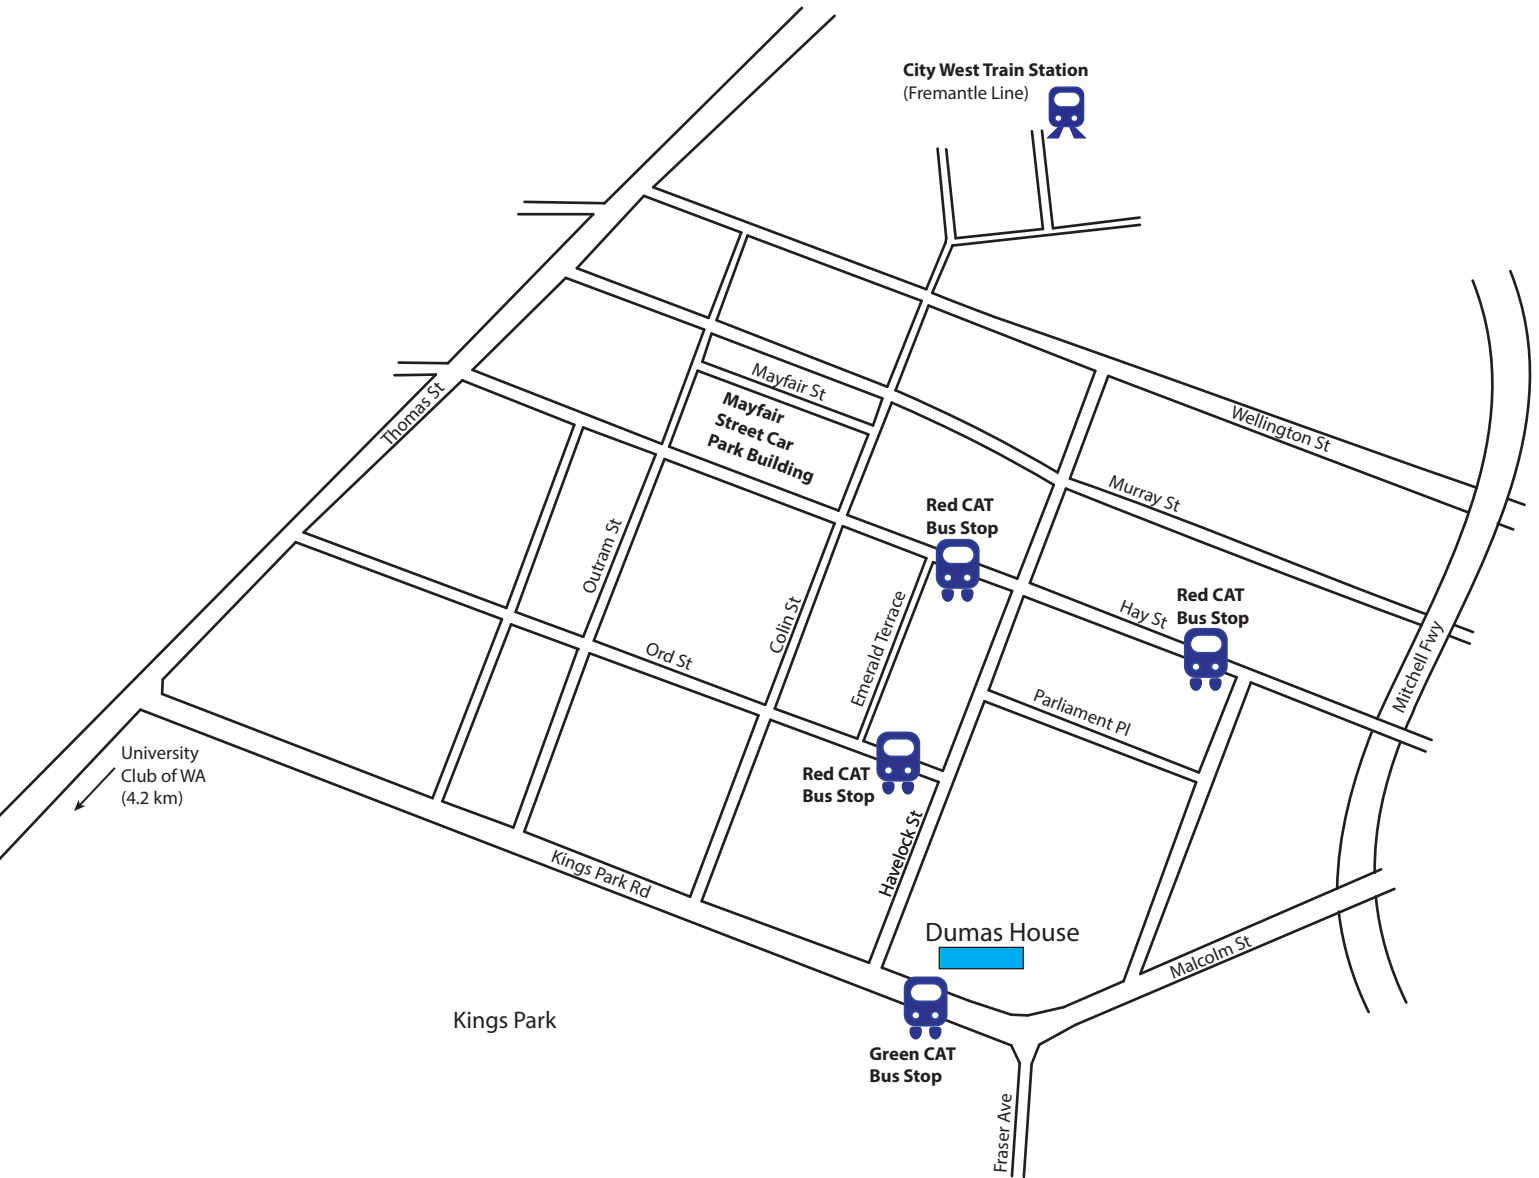 City West Train Station
(Fremantle Line)
Thomas St
Mayfair St
Mayfair
Street Car
Park Building
Wellington St
Murray St
Red CAT
Bus Stop
Outram St
Hay St
Red CAT
Bus Stop
Colin St
Emerald Terrace
Ord St
Mitchell Fwy
Parliament Pl
University
Club of WA
(4.2 km)
Red CAT
Bus Stop
Havelock St
Kings Park Rd
Dumas House
Malcolm St
Kings Park
Green CAT
Bus Stop
Fraser Ave